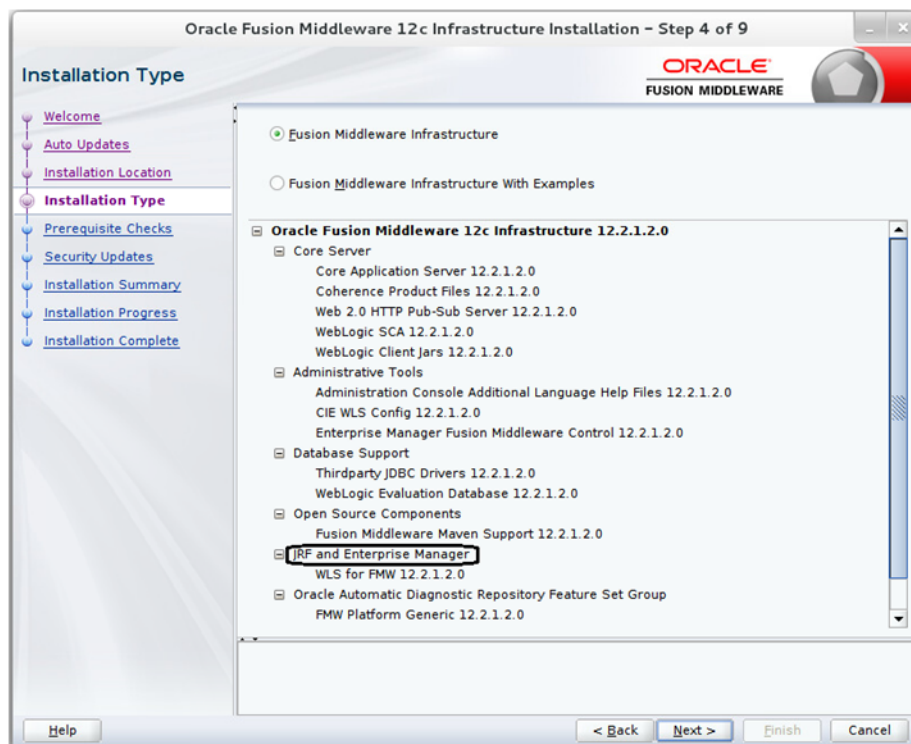 Oracle Fusion Middleware 12c Infrastructure Installation - Step 4 of 9
Installation Type
ORACLE
FUSION MIDDLEWARE
Welcome
Auto Updates
Installation Location
Installation Type
Prerequisite Checks
Security Updates
Installation Summary
Installation Progress
Installation Complete
Fusion Middleware Infrastructure
Fusion Middleware Infrastructure With Examples
Oracle Fusion Middleware 12c Infrastructure 12.2.1.2.0
Core Server
Core Application Server 12.2.1.2.0
Coherence Product Files 12.2.1.2.0
Web 2.0 HTTP Pub-Sub Server 12.2.1.2.0
WebLogic SCA 12.2.1.2.0
WebLogic Client Jars 12.2.1.2.0
Administrative Tools
Administration Console Additional Language Help Files 12.2.1.2.0
CIE WLS Config 12.2.1.2.0
Enterprise Manager Fusion Middleware Control 12.2.1.2.0
Database Support
Thirdparty JDBC Drivers 12.2.1.2.0
WebLogic Evaluation Database 12.2.1.2.0
Open Source Components
Fusion Middleware Maven Support 12.2.1.2.0
JRF and Enterprise Manager
WLS for FMW 12.2.1.2.0
Oracle Automatic Diagnostic Repository Feature Set Group
FMW Platform Generic 12.2.1.2.0
Help
< Back
Next >
Finish
Cancel